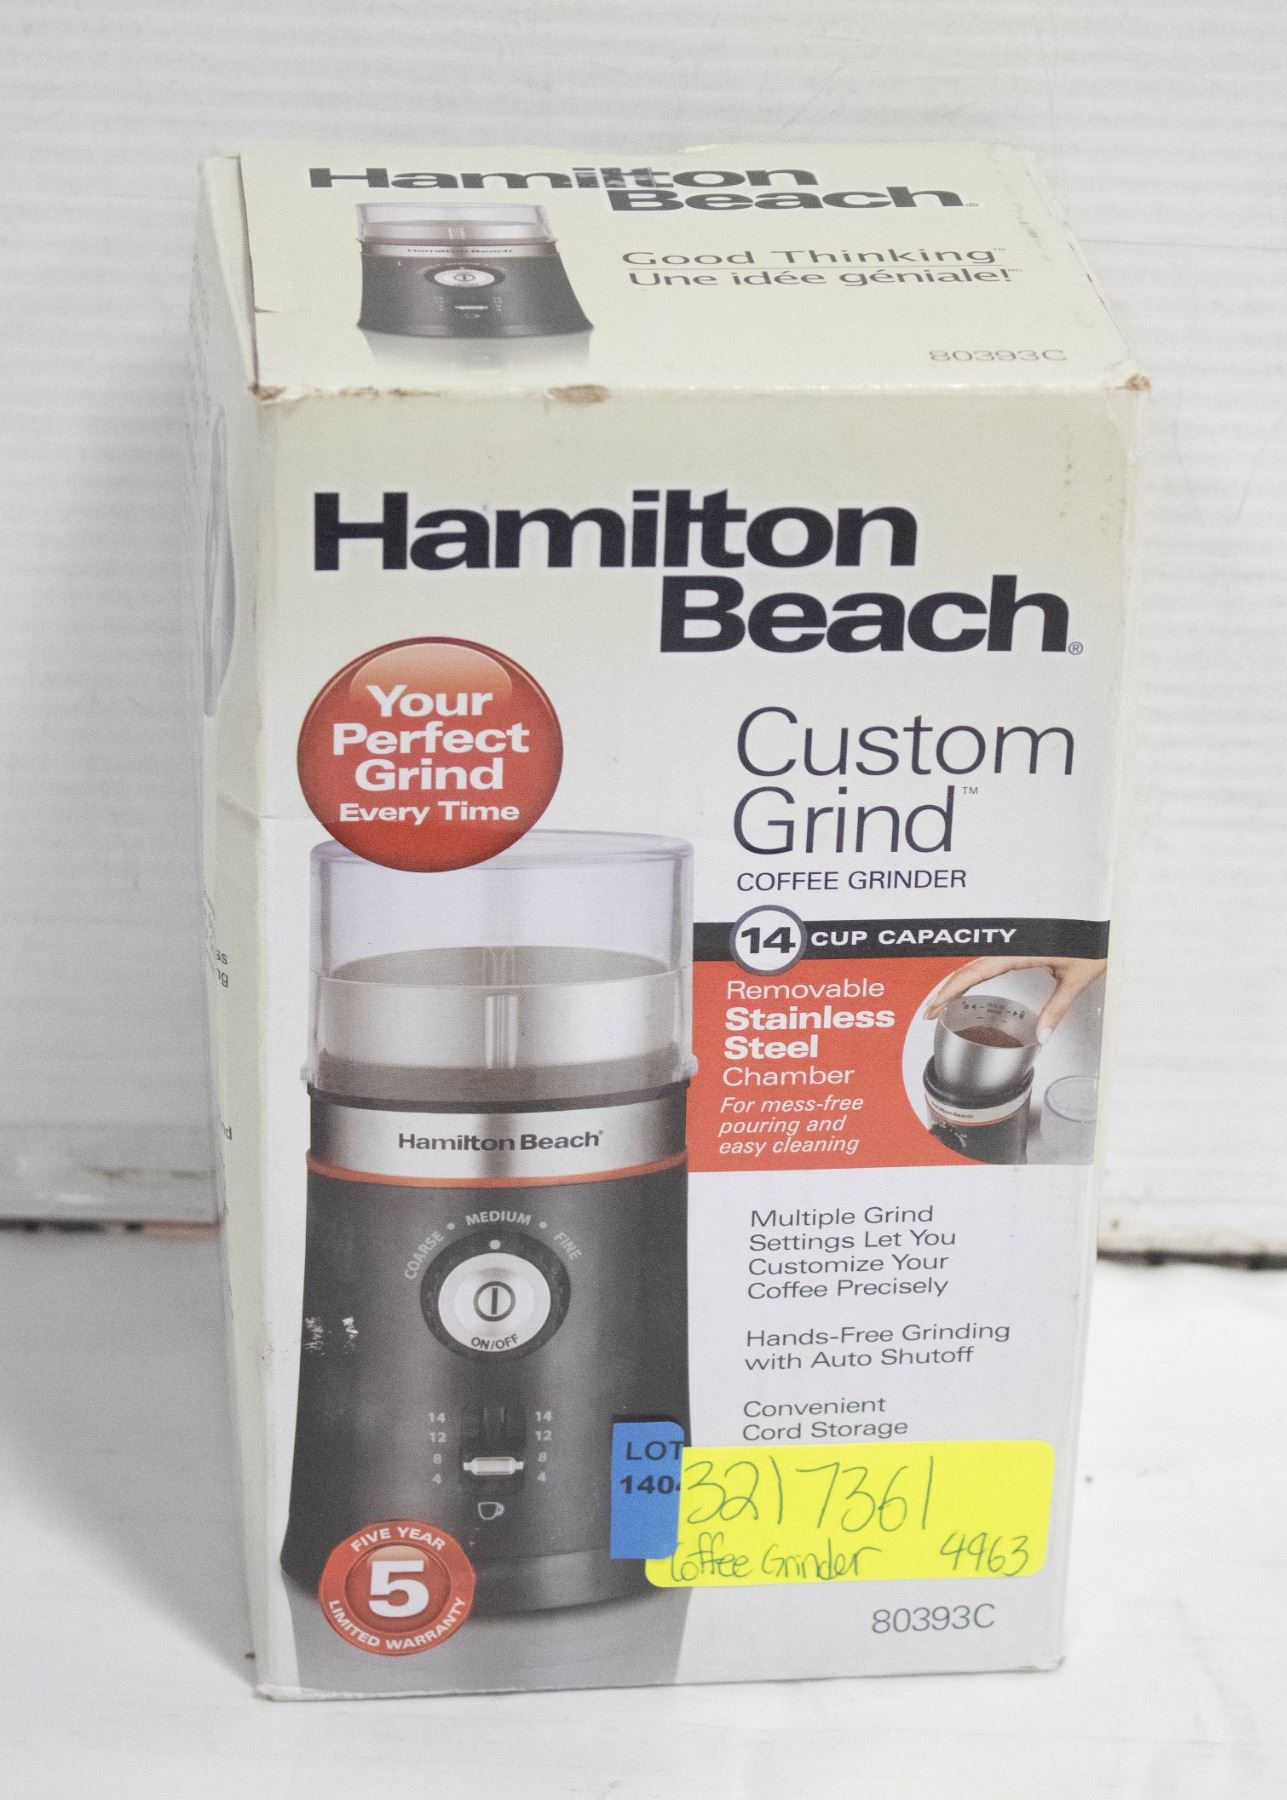 Hamilton
Beach®
Good Thinking™
Une idée géniale!
80393C
Hamilton
Beach®
Your
Perfect
Grind
Every Time
Custom
Grind™
COFFEE GRINDER
14 CUP CAPACITY
Removable
Stainless
Steel
Chamber
For mess-free
pouring and
easy cleaning
Hamilton Beach®
COARSE • MEDIUM • FINE
ON/OFF
14 14
12 12
8 8
4 4
Multiple Grind
Settings Let You
Customize Your
Coffee Precisely
Hands-Free Grinding
with Auto Shutoff
Convenient
Cord Storage
LOT
140
3217361
Coffee Grinder 4963
FIVE YEAR
5
LIMITED WARRANTY
80393C